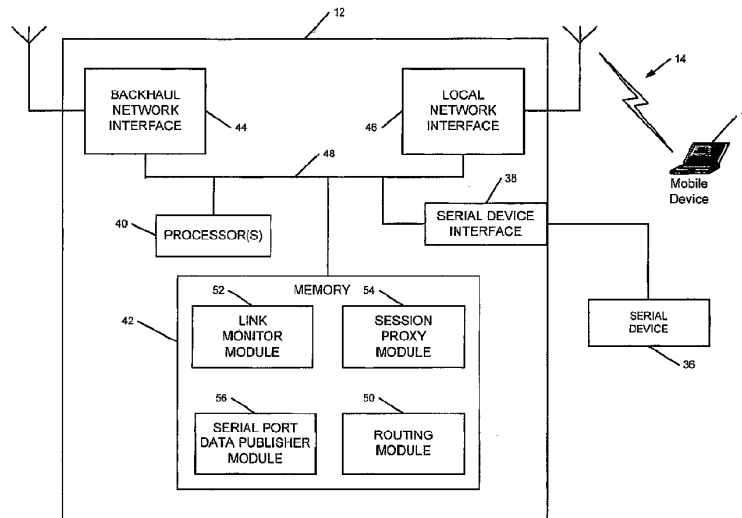 12
14
BACKHAUL
NETWORK
INTERFACE
44
46
LOCAL
NETWORK
INTERFACE
48
38
Mobile
Device
40
PROCESSOR(S)
SERIAL DEVICE
INTERFACE
MEMORY
42
52
LINK
MONITOR
MODULE
54
SESSION
PROXY
MODULE
SERIAL
DEVICE
36
56
SERIAL PORT
DATA PUBLISHER
MODULE
50
ROUTING
MODULE